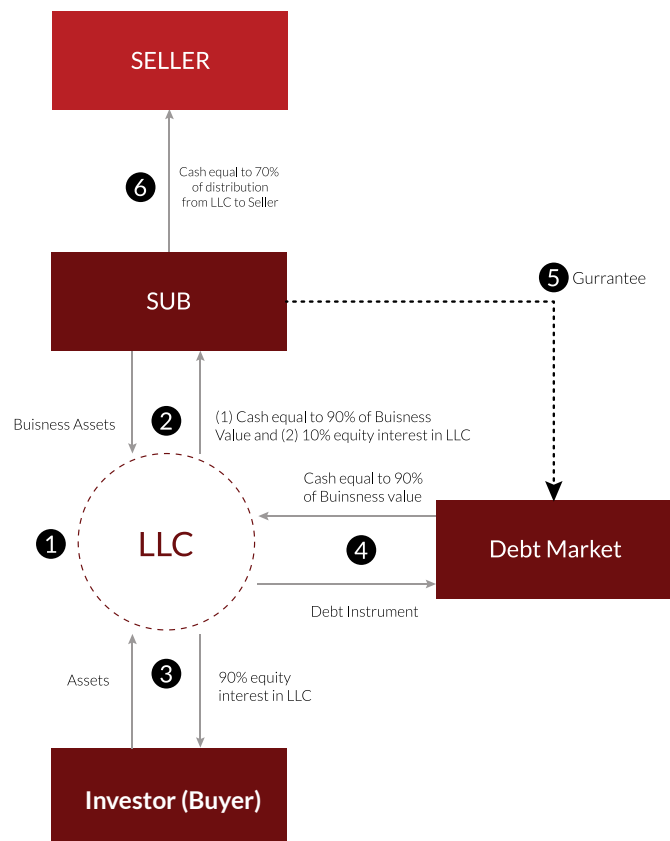 SELLER
6
Cash equal to 70%
of distribution
from LLC to Seller
SUB
5
Gurrantee
Buisness Assets
2
(1) Cash equal to 90% of Buisness
Value and (2) 10% equity interest in LLC
Cash equal to 90%
of Buinsness value
1
LLC
4
Debt Market
Debt Instrument
Assets
3
90% equity
interest in LLC
Investor (Buyer)